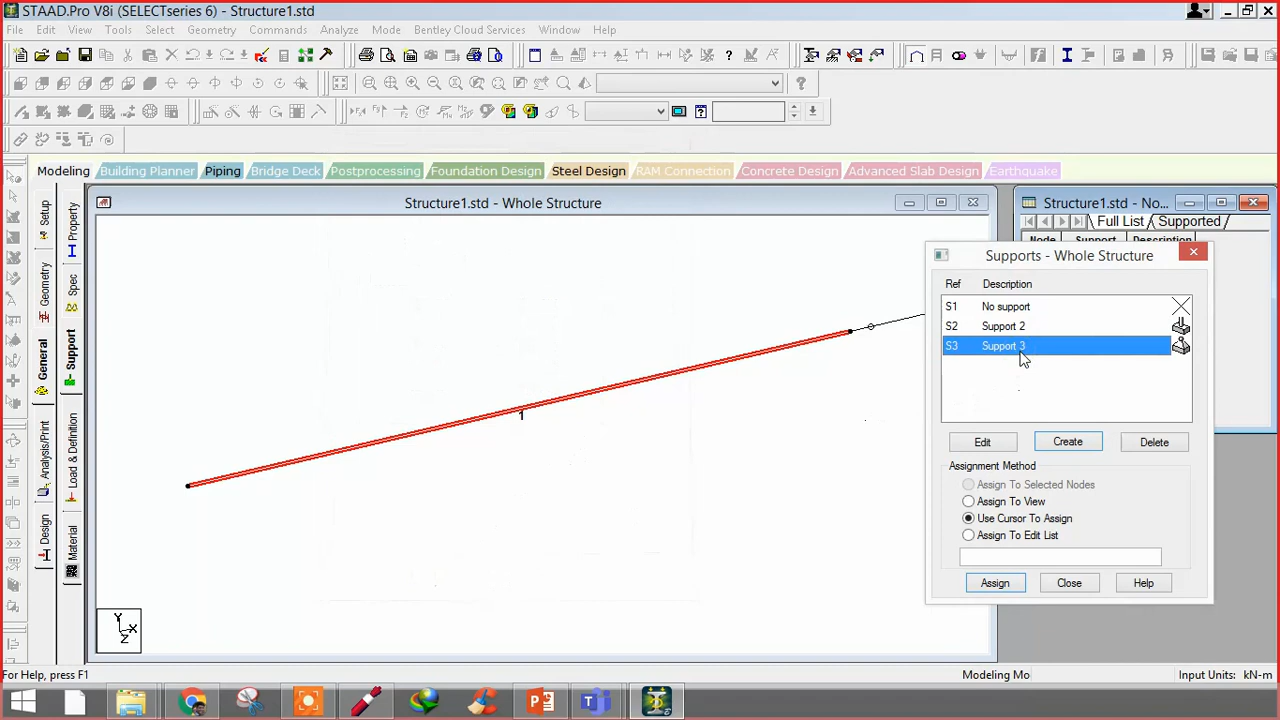 STAAD.Pro V8i (SELECTseries 6) - Structure1.std
File Edit View Tools Select Geometry Commands Analyze Mode Bentley Cloud Services Window Help
Modeling Building Planner Piping Bridge Deck Postprocessing Foundation Design Steel Design RAM Connection Concrete Design Advanced Slab Design Earthquake
Setup
Geometry
General
Analysis/Print
Design
Property
Spec
Support
Load & Definition
Material
Structure1.std - Whole Structure
1
Y
X
Z
Structure1.std - No...
Full List Supported
Node Support Description
Supports - Whole Structure
Ref Description
S1 No support
S2 Support 2
S3 Support 3
Edit Create Delete
Assignment Method
Assign To Selected Nodes
Assign To View
Use Cursor To Assign
Assign To Edit List
Assign Close Help
For Help, press F1 Modeling Mo Input Units: kN-m